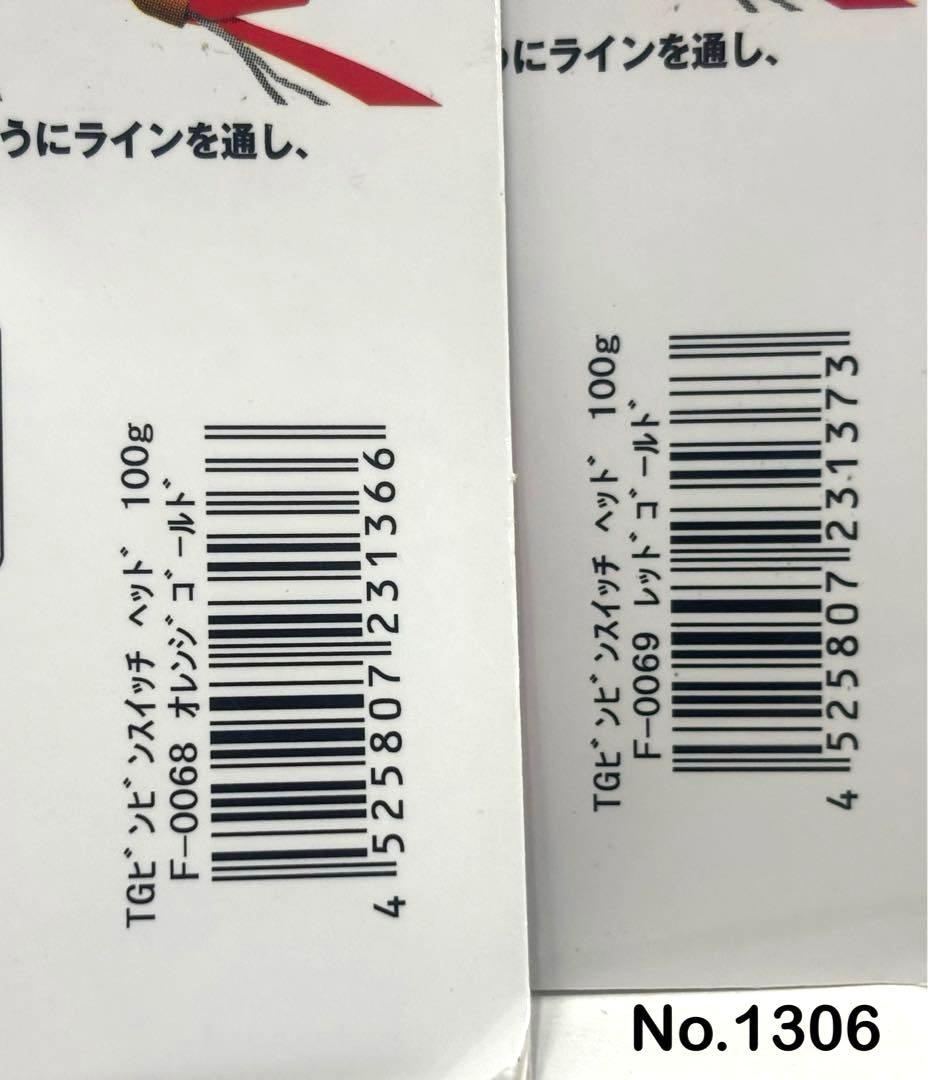 うにラインを通し、
TGﾋﾞﾝﾋﾞﾝｽｲｯﾁ ﾍｯﾄﾞ 100g
F-0068 ｵﾚﾝｼﾞｺﾞｰﾙﾄﾞ
4 525807 231366
うにラインを通し、
TGﾋﾞﾝﾋﾞﾝｽｲｯﾁ ﾍｯﾄﾞ 100g
F-0069 ﾚｯﾄﾞｺﾞｰﾙﾄﾞ
4 525807 231373
No.1306